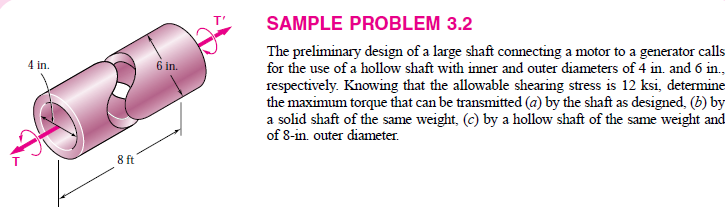 T'
4 in.
6 in.
T
8 ft
SAMPLE PROBLEM 3.2
The preliminary design of a large shaft connecting a motor to a generator calls
for the use of a hollow shaft with inner and outer diameters of 4 in. and 6 in.,
respectively. Knowing that the allowable shearing stress is 12 ksi, determine
the maximum torque that can be transmitted (a) by the shaft as designed, (b) by
a solid shaft of the same weight, (c) by a hollow shaft of the same weight and
of 8-in. outer diameter.